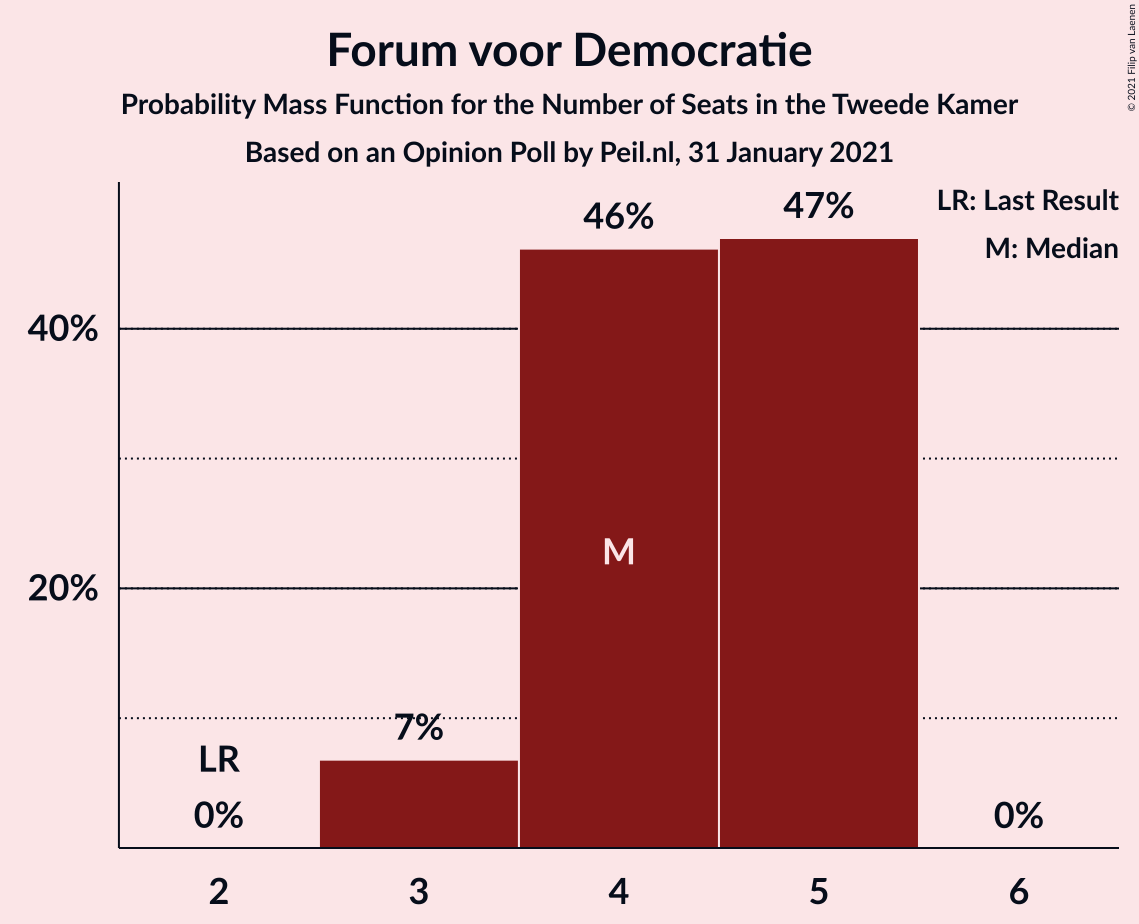 Forum voor Democratie
Probability Mass Function for the Number of Seats in the Tweede Kamer
Based on an Opinion Poll by Peil.nl, 31 January 2021
© 2021 Filip van Laenen
LR: Last Result
M: Median
46%
47%
40%
M
20%
7%
LR
0%
0%
2 3 4 5 6